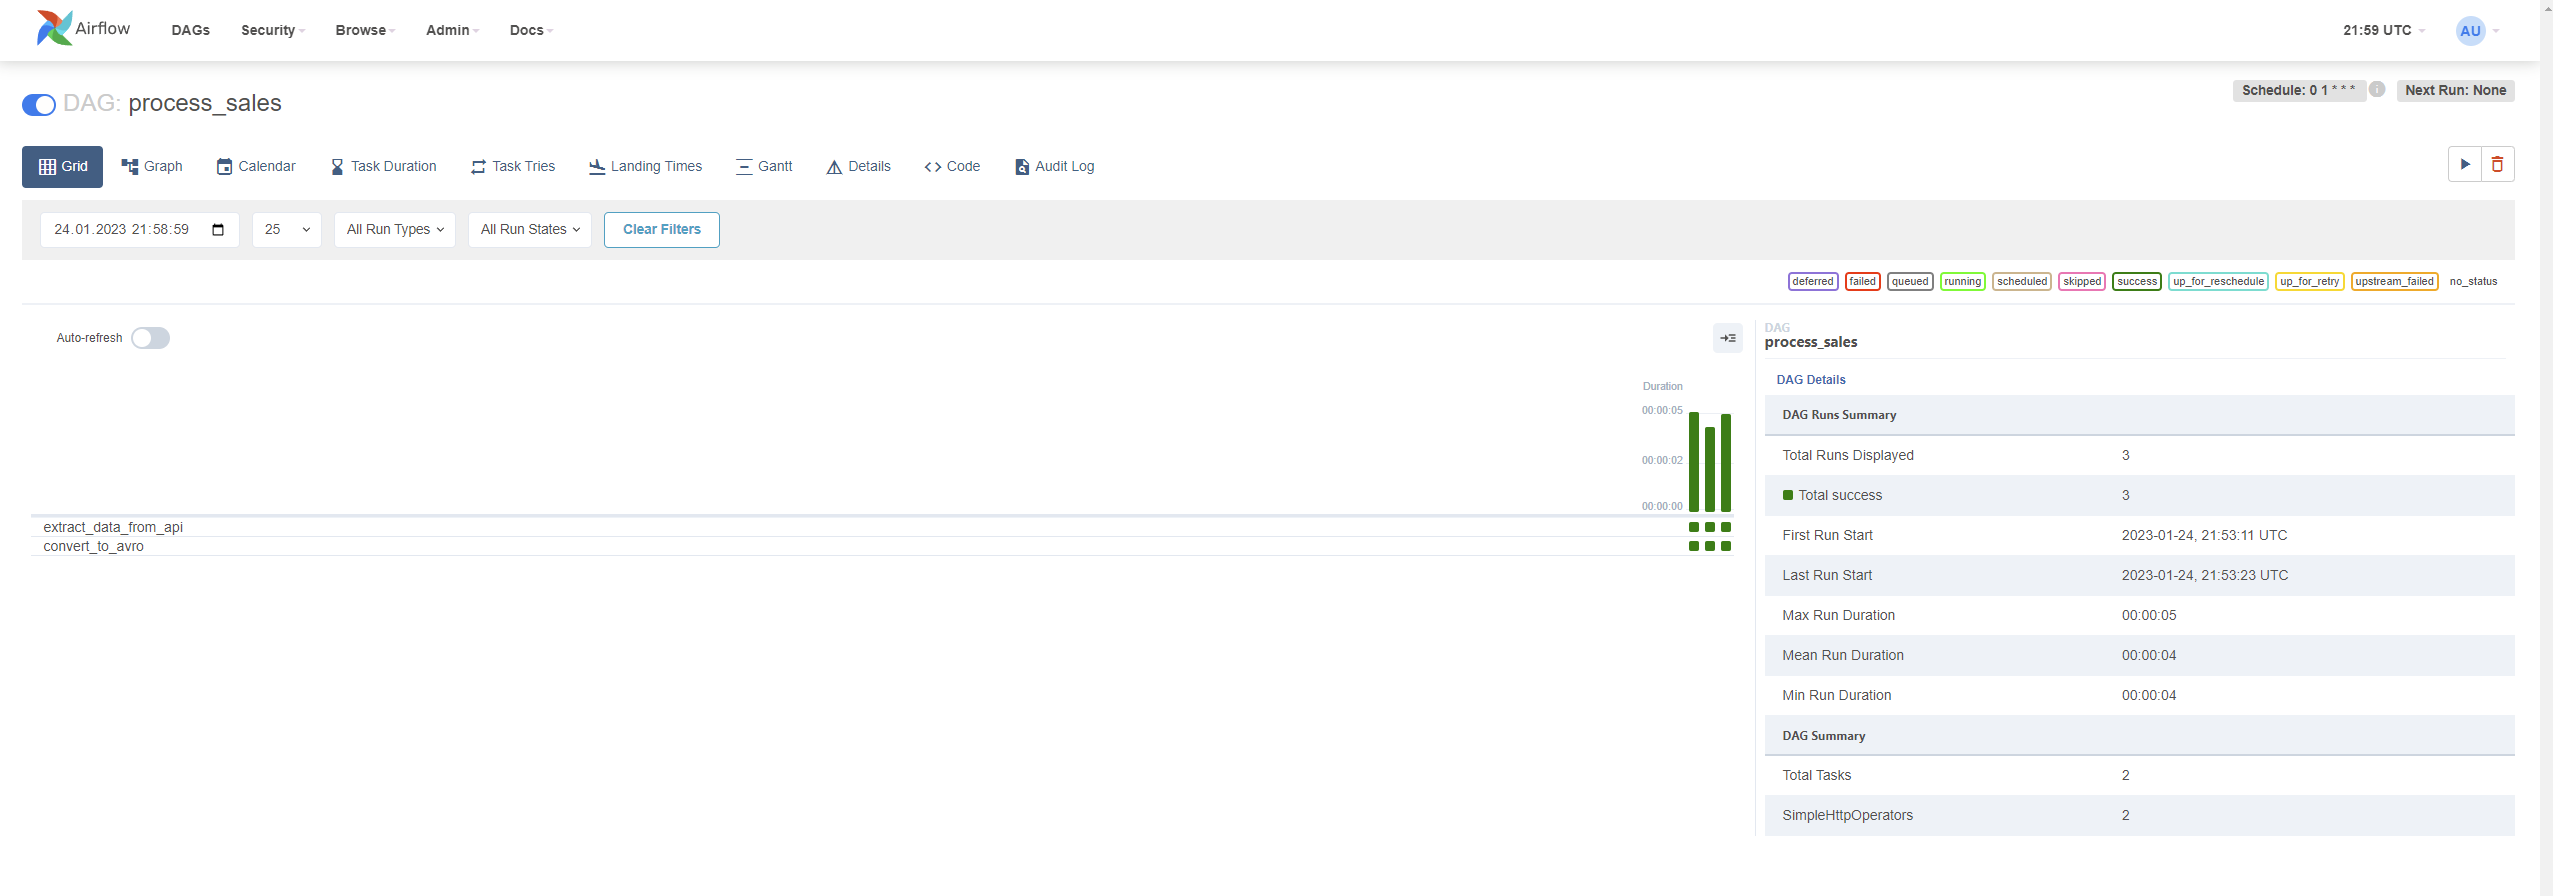 Airflow DAGs Security Browse Admin Docs 21:59 UTC AU
DAG: process_sales
Schedule: 0 1 * * * i Next Run: None
Grid Graph Calendar Task Duration Task Tries Landing Times Gantt Details Code Audit Log
24.01.2023 21:58:59 25 All Run Types All Run States Clear Filters
deferred failed queued running scheduled skipped success up_for_reschedule up_for_retry upstream_failed no_status
Auto-refresh
Duration
00:00:05
00:00:02
00:00:00
extract_data_from_api
convert_to_avro
DAG
process_sales
DAG Details
DAG Runs Summary
Total Runs Displayed 3
Total success 3
First Run Start 2023-01-24, 21:53:11 UTC
Last Run Start 2023-01-24, 21:53:23 UTC
Max Run Duration 00:00:05
Mean Run Duration 00:00:04
Min Run Duration 00:00:04
DAG Summary
Total Tasks 2
SimpleHttpOperators 2